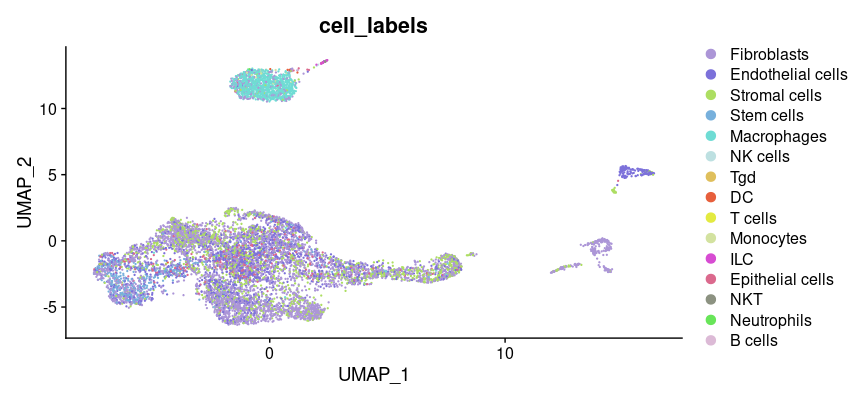 cell_labels
UMAP_2
10
5
0
-5
0
10
UMAP_1
Fibroblasts
Endothelial cells
Stromal cells
Stem cells
Macrophages
NK cells
Tgd
DC
T cells
Monocytes
ILC
Epithelial cells
NKT
Neutrophils
B cells